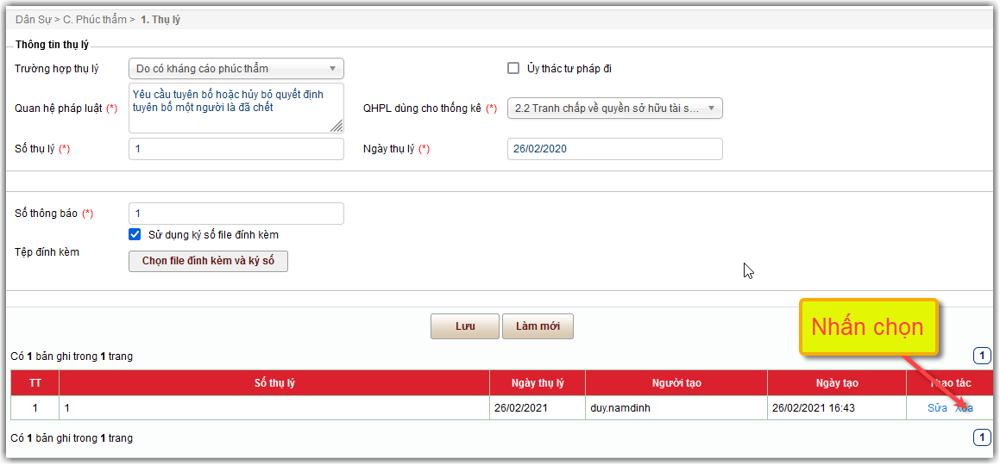 Dân Sự > C. Phúc thẩm > 1. Thụ lý
Thông tin thụ lý
Trường hợp thụ lý Do có kháng cáo phúc thẩm Ủy thác tư pháp đi
Quan hệ pháp luật (*) Yêu cầu tuyên bố hoặc hủy bỏ quyết định
tuyên bố một người là đã chết
QHPL dùng cho thống kê (*) 2.2 Tranh chấp về quyền sở hữu tài s...
Số thụ lý (*) 1 Ngày thụ lý (*) 26/02/2020
Số thông báo (*) 1
Sử dụng ký số file đính kèm
Tệp đính kèm
Chọn file đính kèm và ký số
Lưu Làm mới
Nhấn chọn
Có 1 bản ghi trong 1 trang 1
TT Số thụ lý Ngày thụ lý Người tạo Ngày tạo Thao tác
1 1 26/02/2021 duy.namdinh 26/02/2021 16:43 Sửa Xóa
Có 1 bản ghi trong 1 trang 1